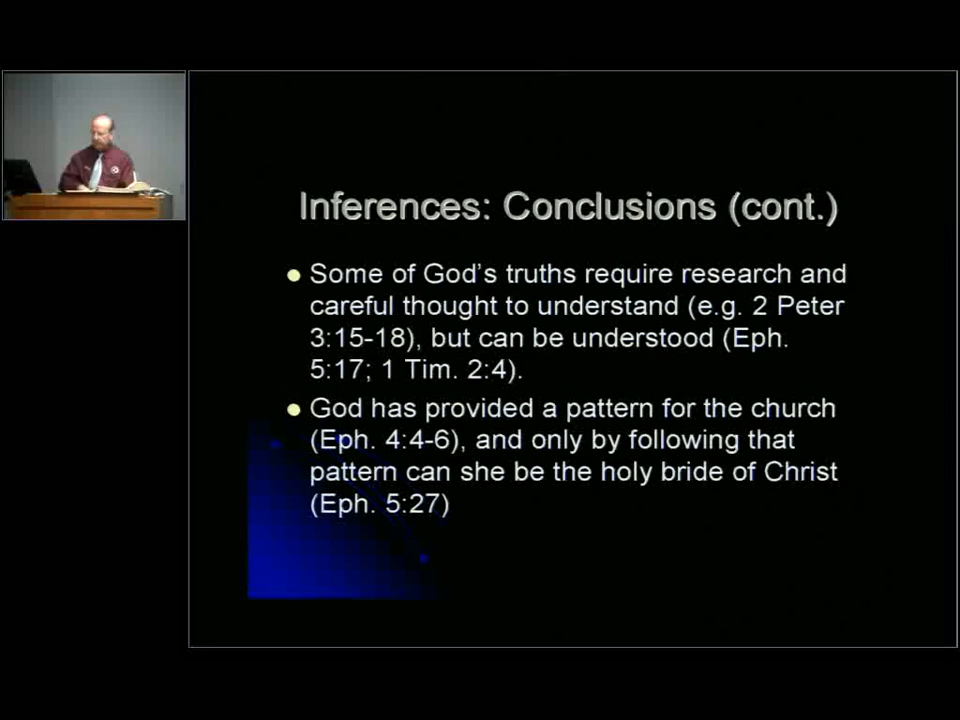 Inferences: Conclusions (cont.)
Some of God's truths require research and
careful thought to understand (e.g. 2 Peter
3:15-18), but can be understood (Eph.
5:17; 1 Tim. 2:4).
God has provided a pattern for the church
(Eph. 4:4-6), and only by following that
pattern can she be the holy bride of Christ
(Eph. 5:27)